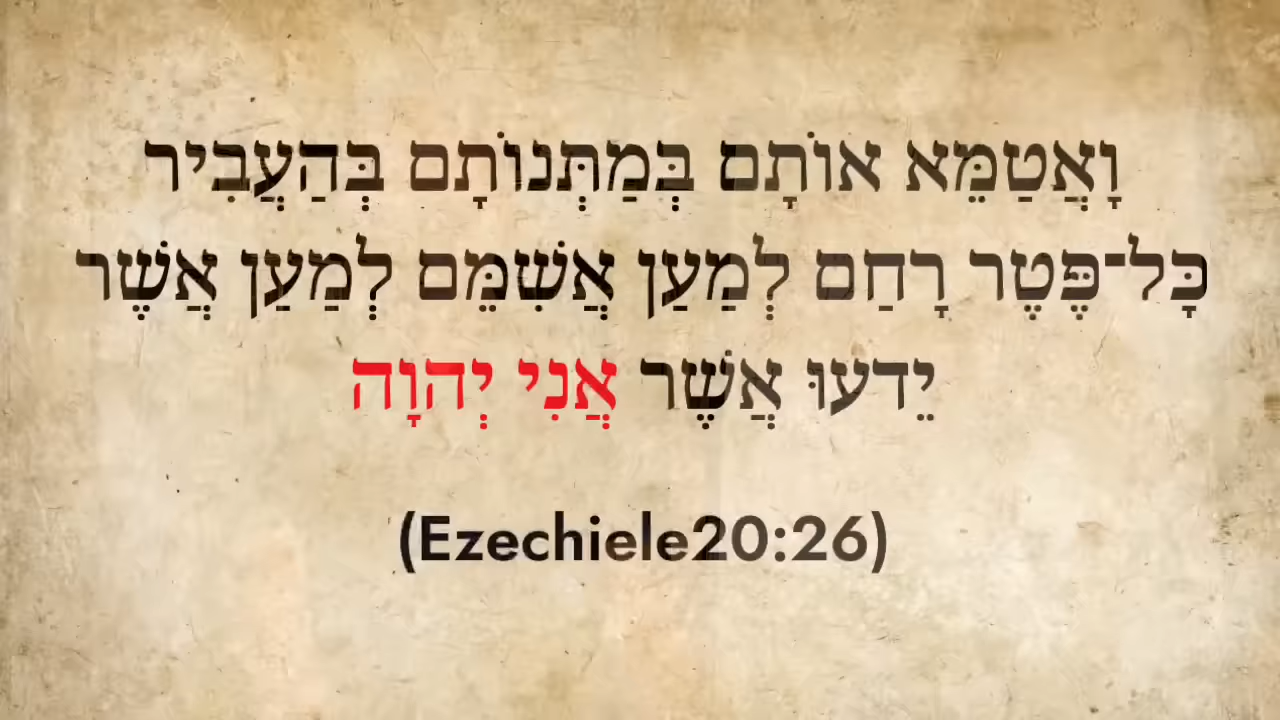 וָאֲטַמֵּא אוֹתָם בְּמַתְּנוֹתָם בְּהַעֲבִיר
כָּל־פֶּטֶר רָחַם לְמַעַן אֲשִׁמֵּם לְמַעַן אֲשֶׁר
יֵדְעוּ אֲשֶׁר אֲנִי יְהוָה
(Ezechiele20:26)